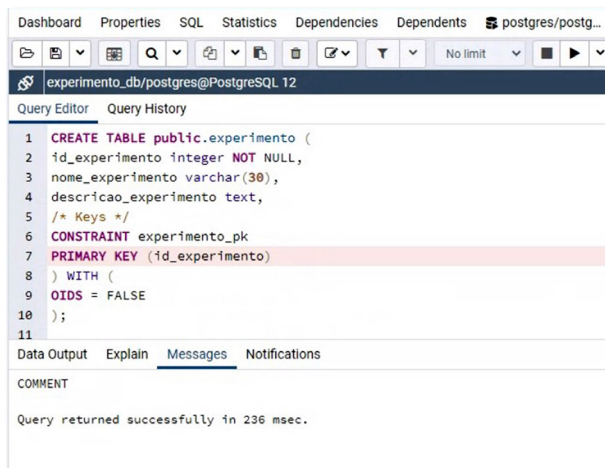 Dashboard Properties SQL Statistics Dependencies Dependents postgres/postg...
No limit
experimento_db/postgres@PostgreSQL 12
Query Editor Query History
1 CREATE TABLE public.experimento (
2 id_experimento integer NOT NULL,
3 nome_experimento varchar(30),
4 descricao_experimento text,
5 /* Keys */
6 CONSTRAINT experimento_pk
7 PRIMARY KEY (id_experimento)
8 ) WITH (
9 OIDS = FALSE
10 );
11
Data Output Explain Messages Notifications
COMMENT
Query returned successfully in 236 msec.